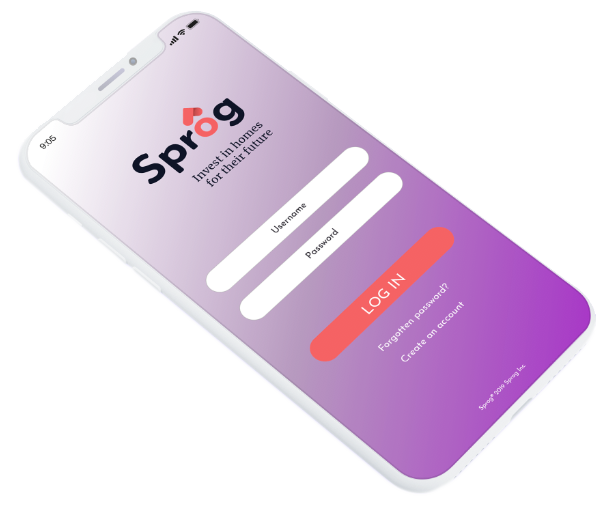 9:05
Sprog
Invest in homes
for their future
Username
Password
LOG IN
Forgotten password?
Create an account
Sprog® 2019 Sprog Inc